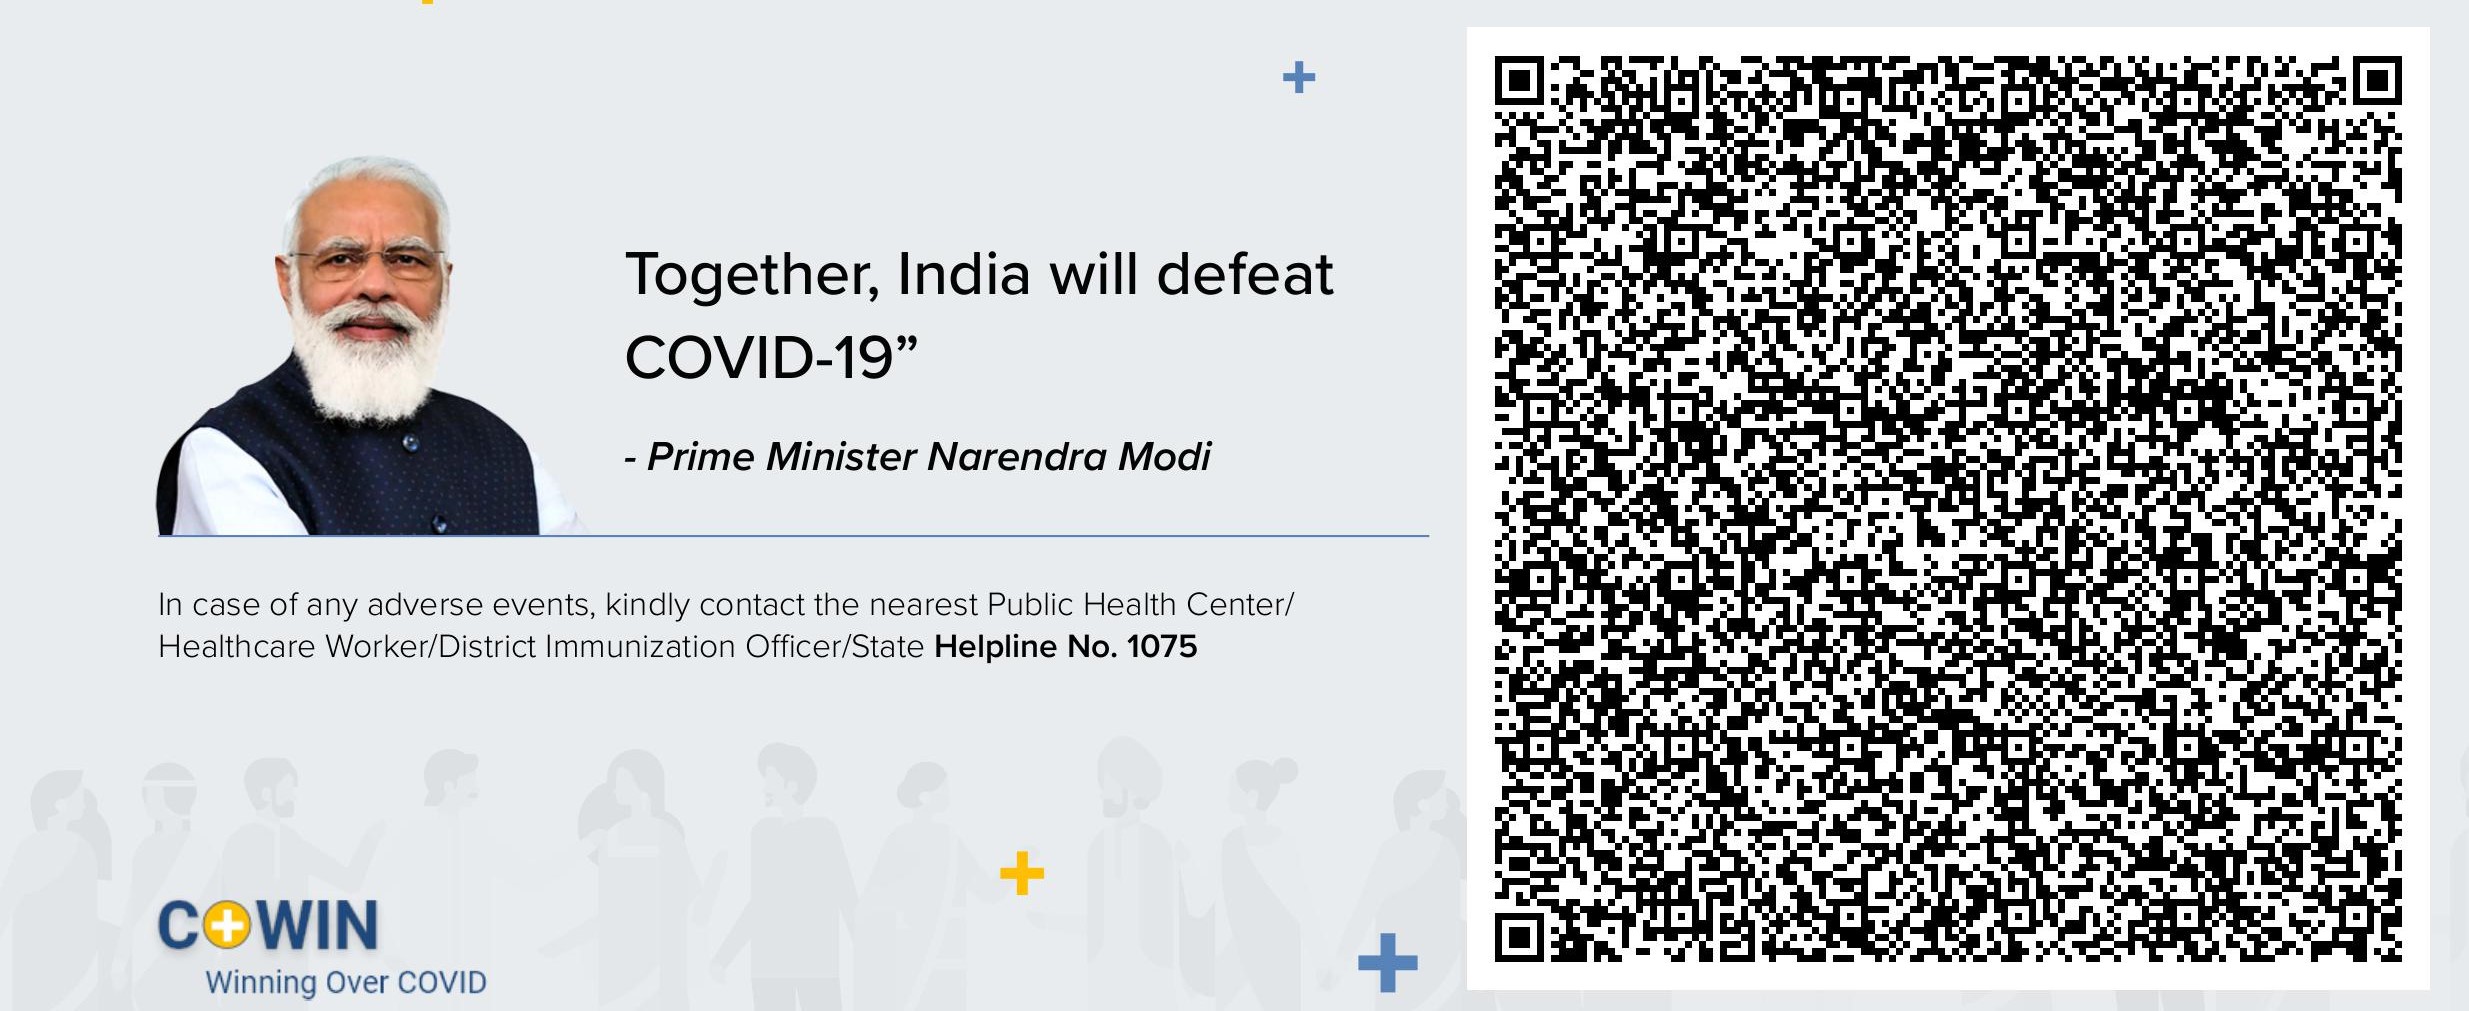 Together, India will defeat
COVID-19”
- Prime Minister Narendra Modi
In case of any adverse events, kindly contact the nearest Public Health Center/
Healthcare Worker/District Immunization Officer/State Helpline No. 1075
COWIN
Winning Over COVID